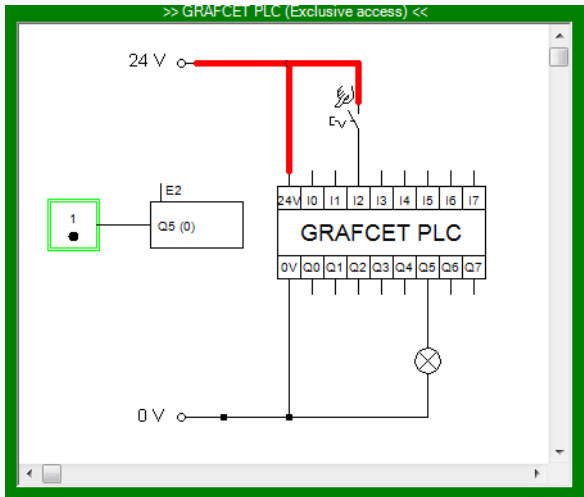 >> GRAFCET PLC (Exclusive access) <<
24 V
E2
1
Q5 (0)
24V I0 I1 I2 I3 I4 I5 I6 I7
GRAFCET PLC
0V Q0 Q1 Q2 Q3 Q4 Q5 Q6 Q7
0 V